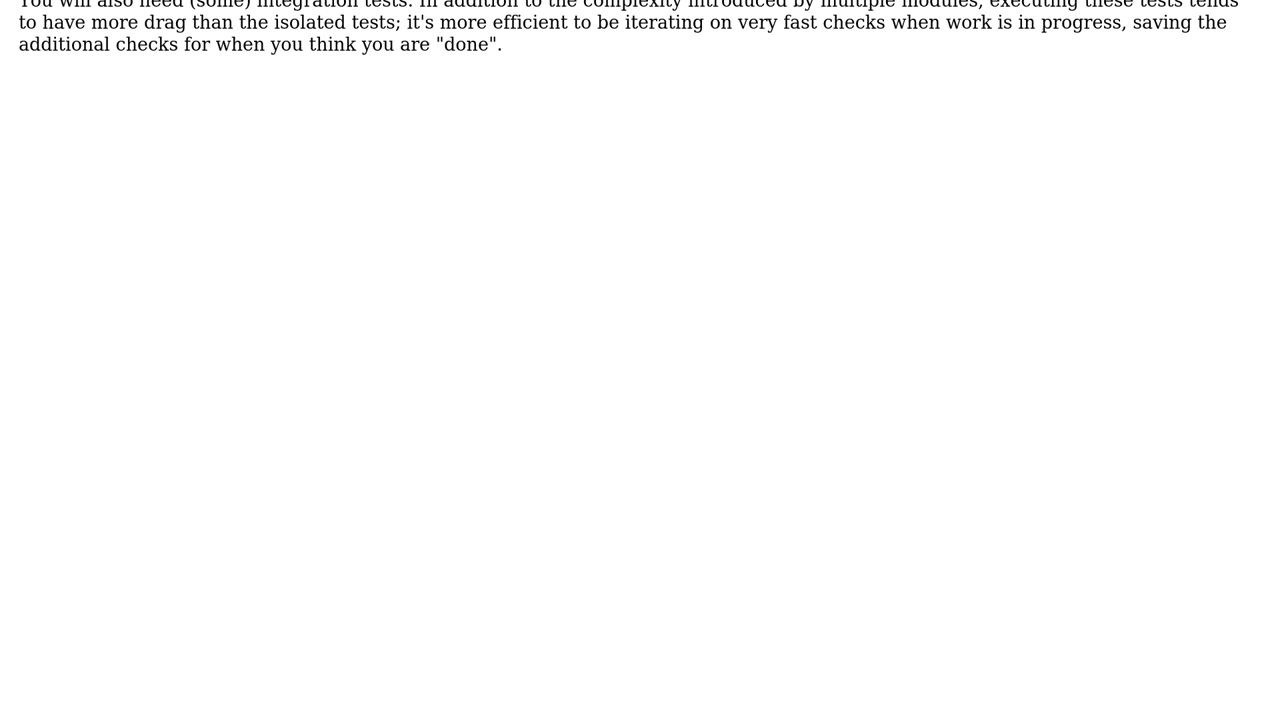 You will also need (some) integration tests. In addition to the complexity introduced by multiple modules, executing these tests tends
to have more drag than the isolated tests; it's more efficient to be iterating on very fast checks when work is in progress, saving the
additional checks for when you think you are "done".